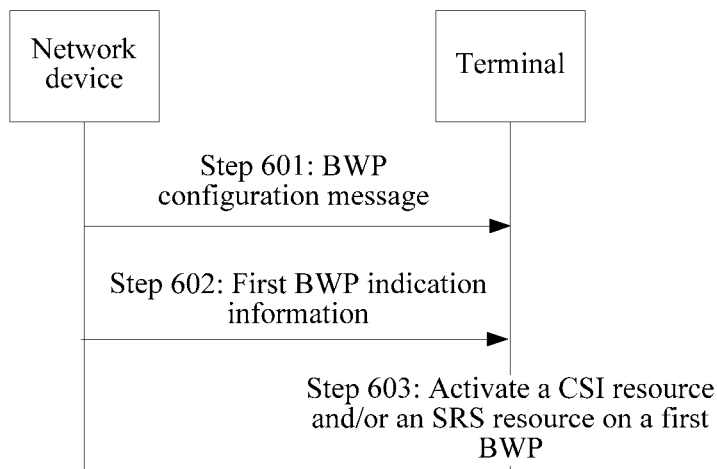 Network
device
Terminal
Step 601: BWP
configuration message
Step 602: First BWP indication
information
Step 603: Activate a CSI resource
and/or an SRS resource on a first
BWP